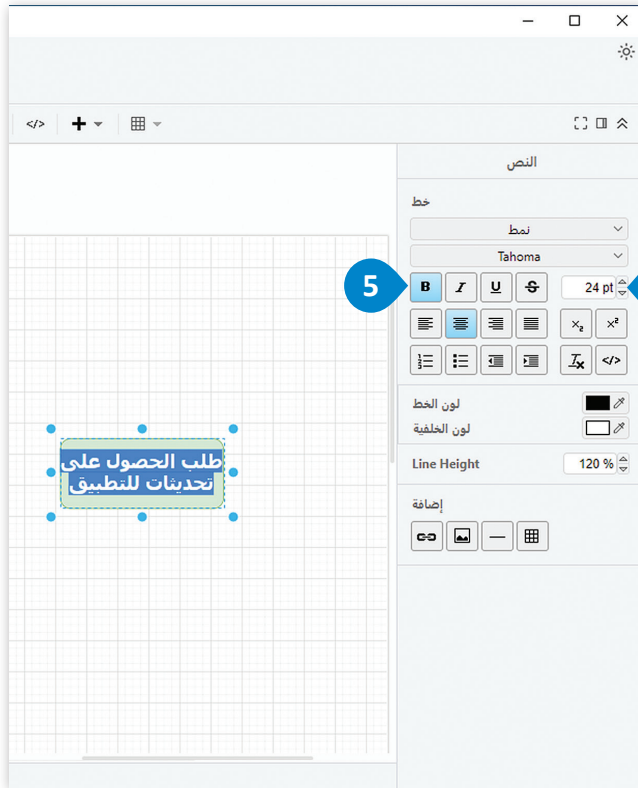 </>
النص
خط
نمط
Tahoma
5
B I U S 24 pt
</>
لون الخط
لون الخلفية
Line Height 120 %
إضافة
طلب الحصول على
تحديثات للتطبيق